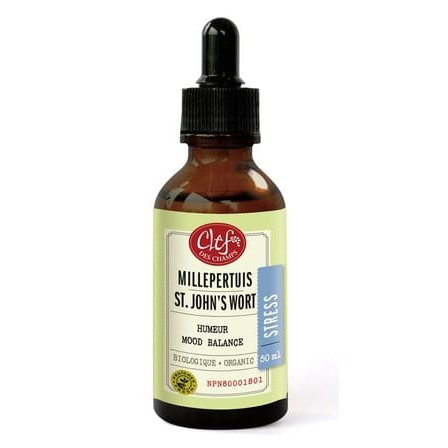 Clef
DES CHAMPS
MILLEPERTUIS
ST. JOHN'S WORT
HUMEUR
MOOD BALANCE
BIOLOGIQUE • ORGANIC
STRESS
50 ml
NPN80001801